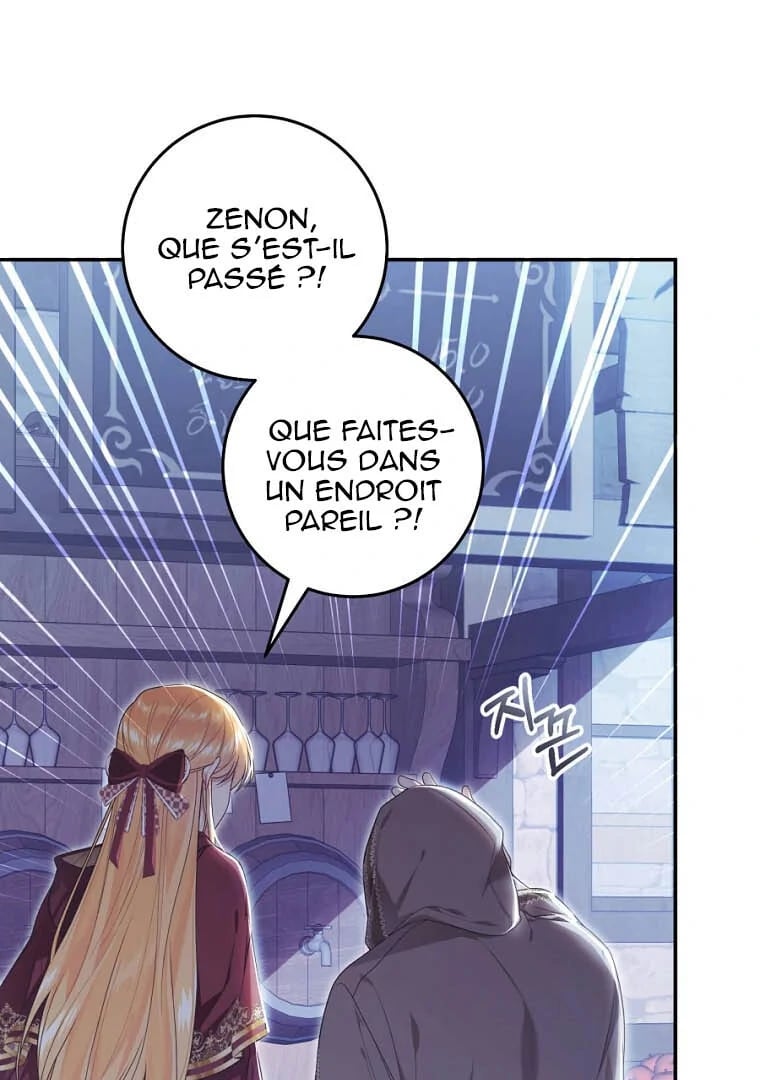 ZENON,
QUE S'EST-IL
PASSÉ ?!
QUE FAITES-
VOUS DANS
UN ENDROIT
PAREIL ?!
지끈